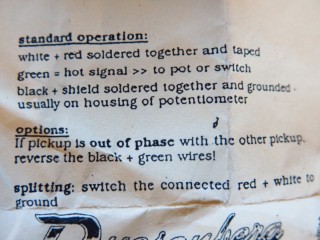 standard operation:
white + red soldered together and taped
green = hot signal >> to pot or switch
black + shield soldered together and grounded -
usually on housing of potentiometer
options:
If pickup is out of phase with the other pickup,
reverse the black + green wires!
splitting: switch the connected red + white to
ground
Duesenberg